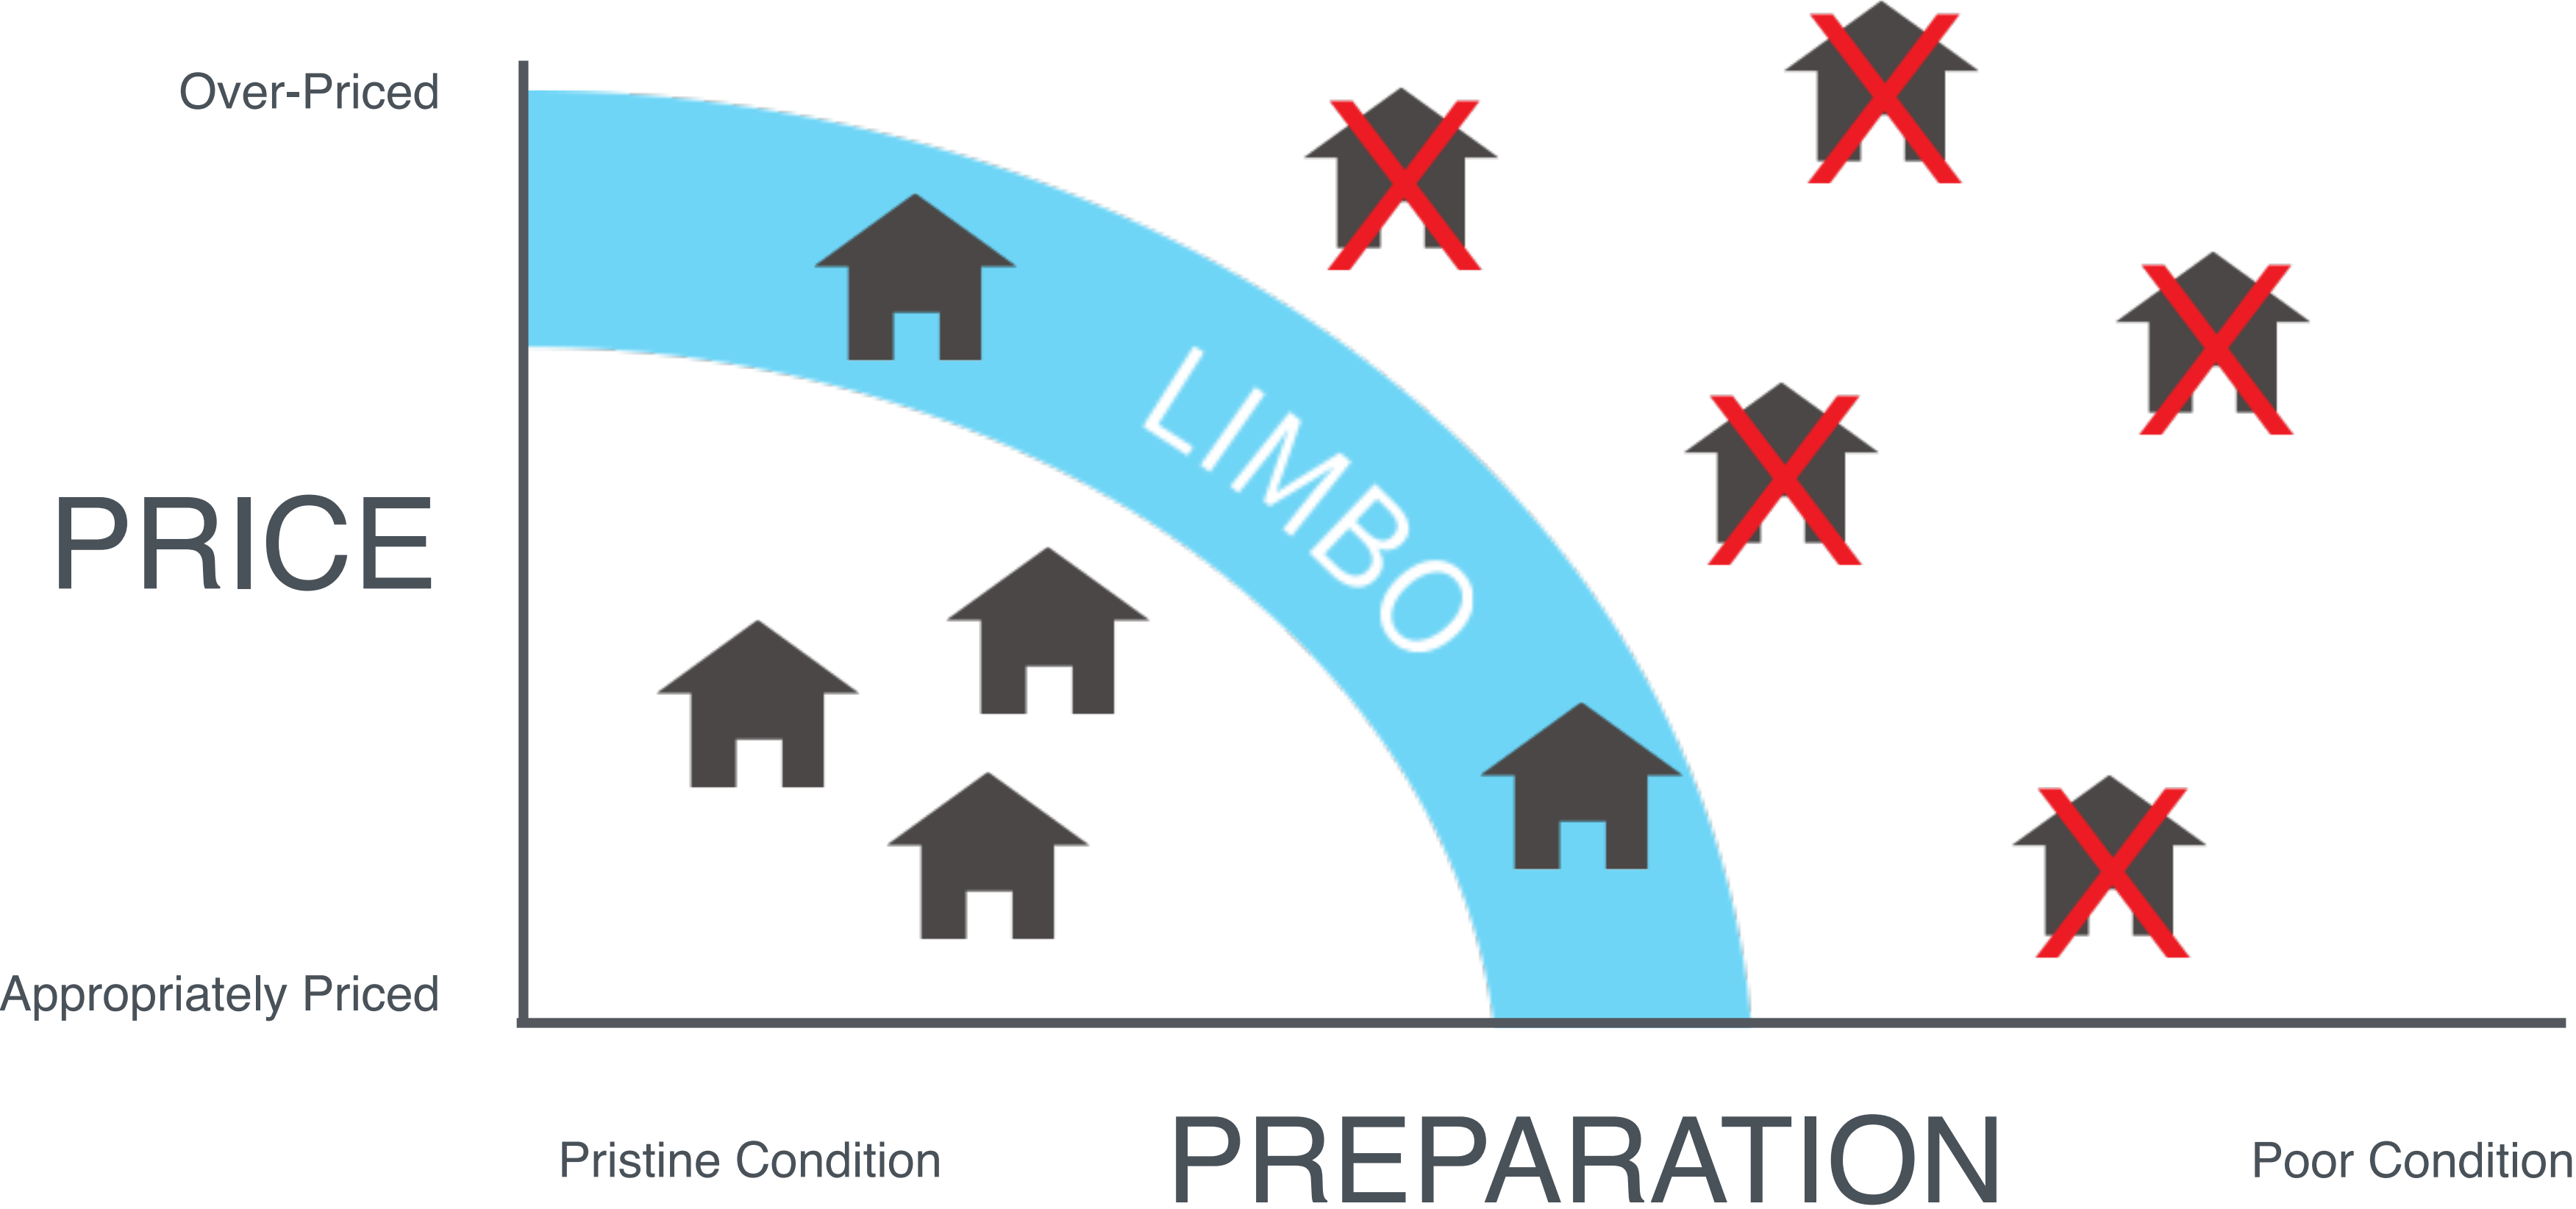 Over-Priced
LIMBO
PRICE
Appropriately Priced
Pristine Condition
PREPARATION
Poor Condition